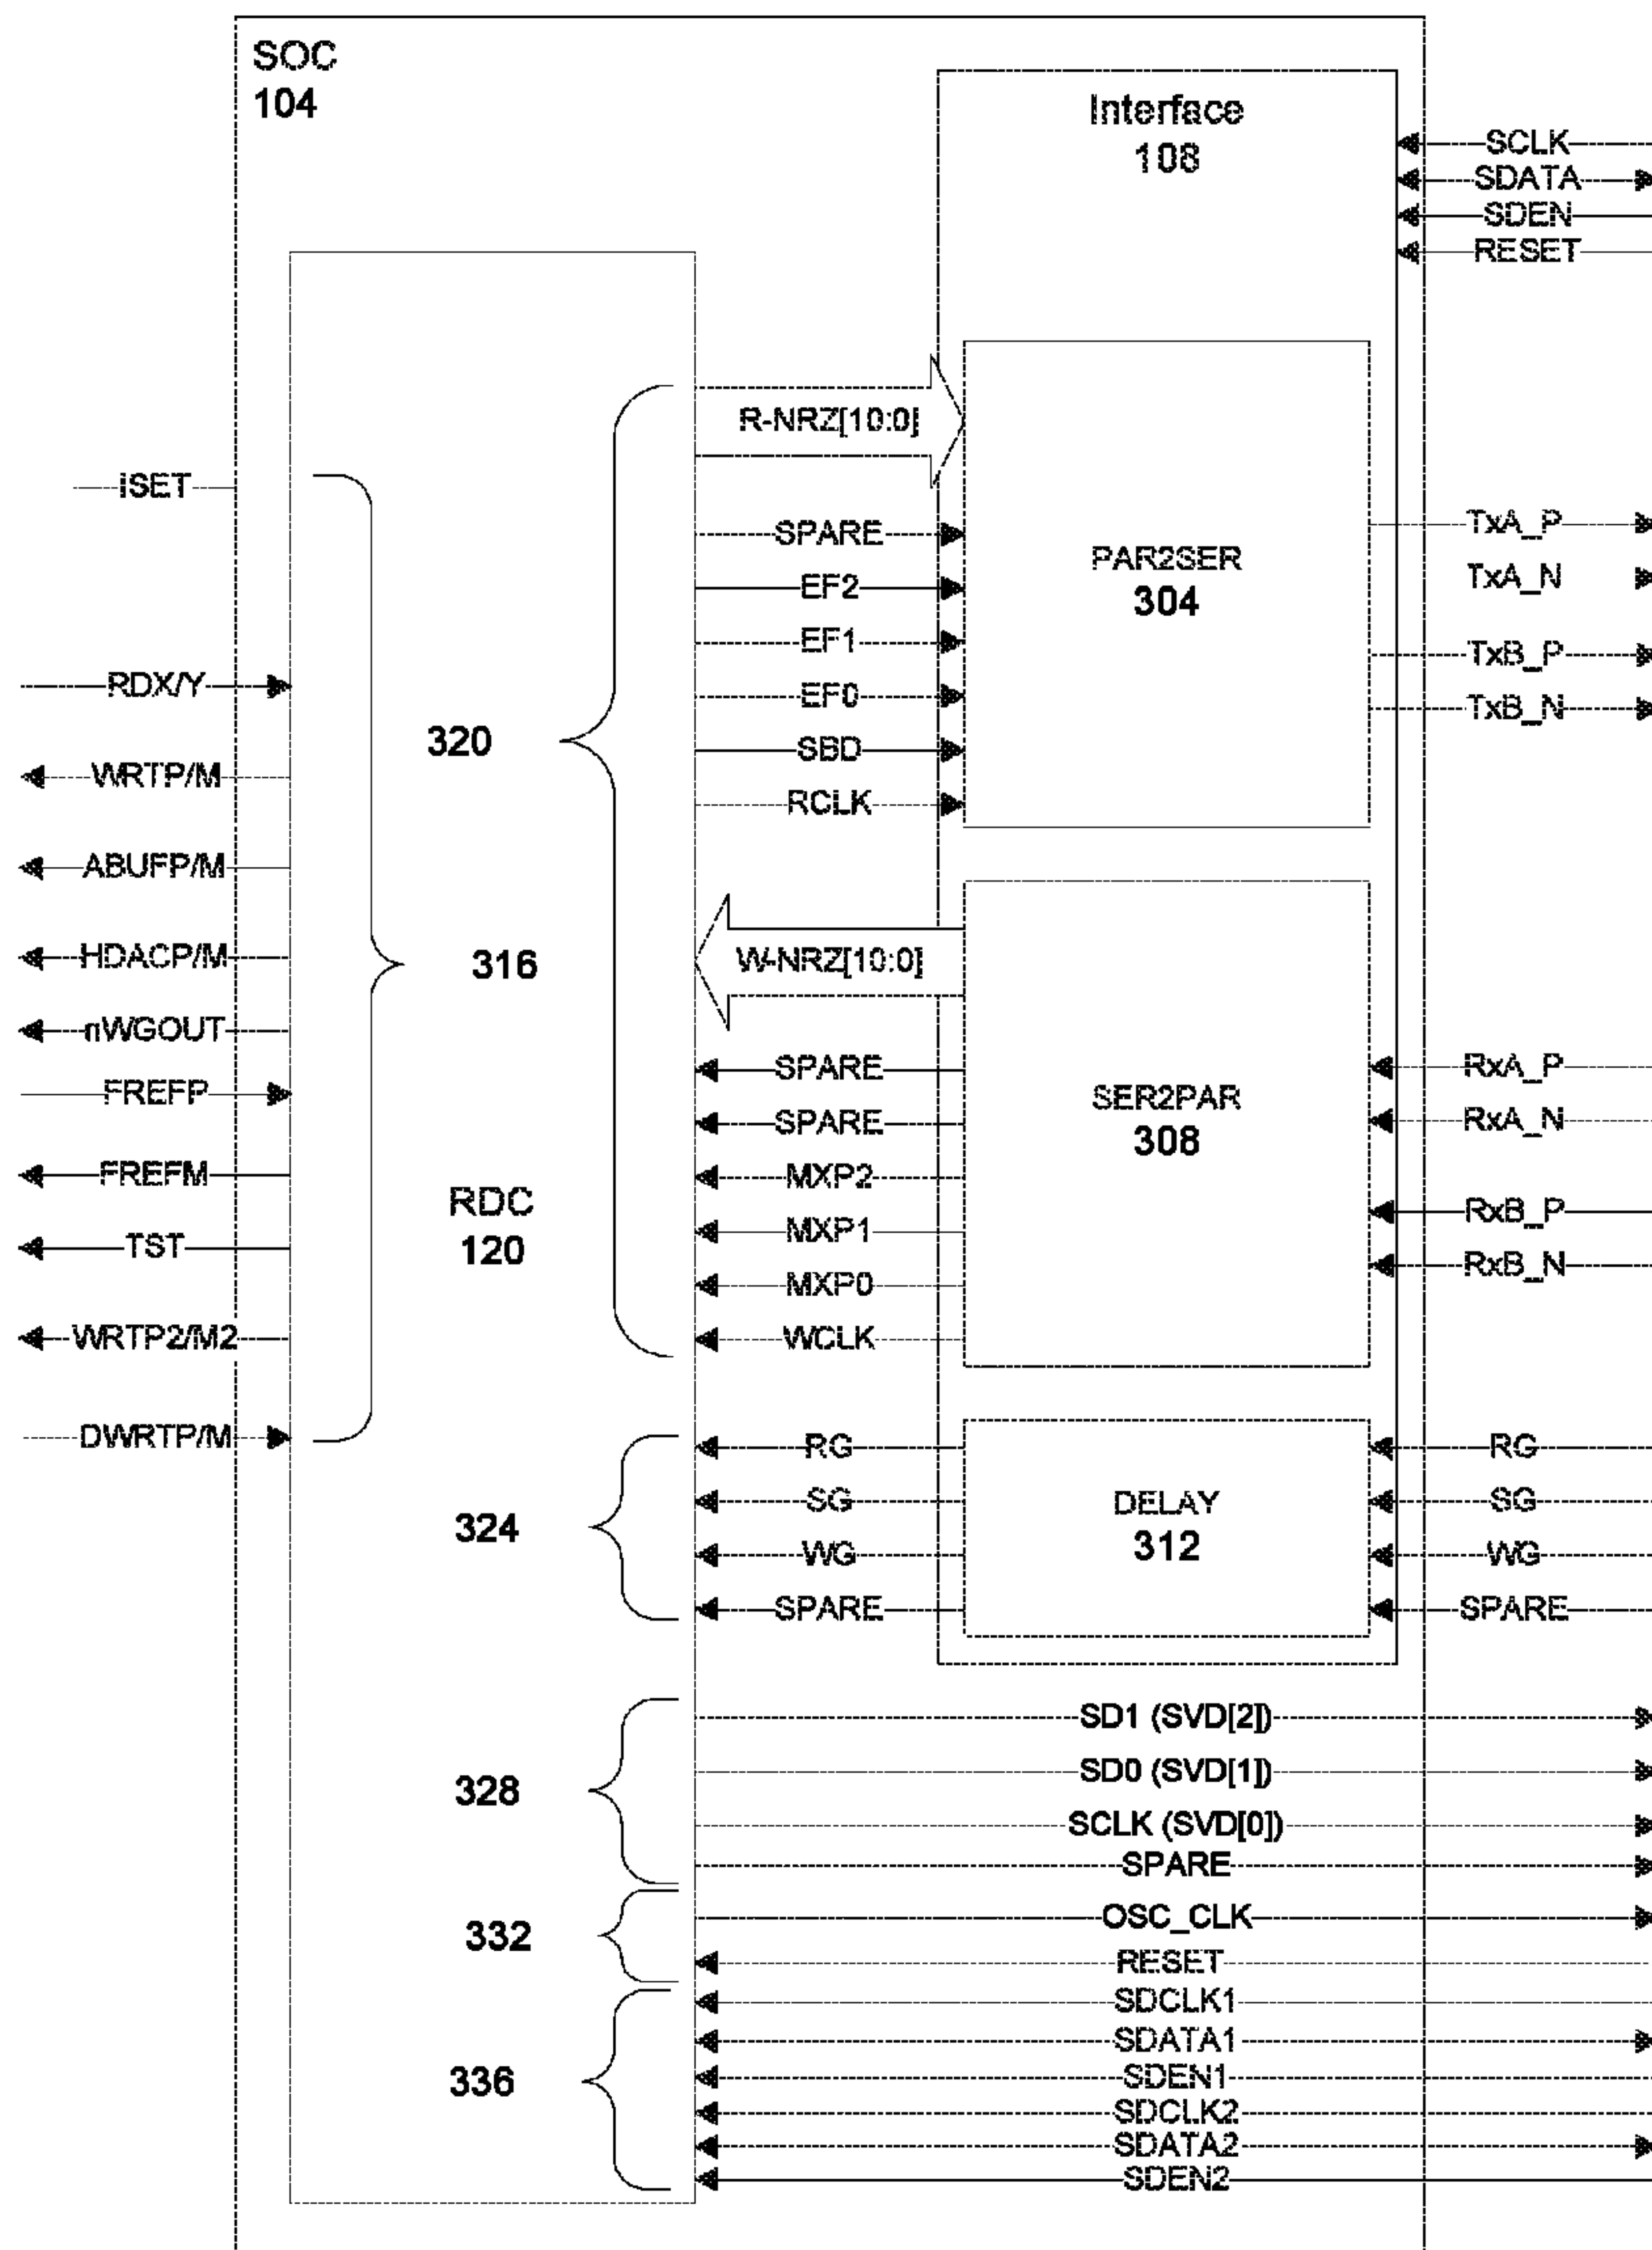 SOC
104
Interface
108
SCLK
SDATA
SDEN
RESET
R-NRZ[10:0]
iSET
SPARE
EF2
EF1
EF0
SBD
RCLK
PAR2SER
304
TxA_P
TxA_N
TxB_P
TxB_N
RDX/Y
WRTP/M
ABUFP/M
HDACP/M
nWGOUT
FREFP
FREFM
TST
WRTP2/M2
DWRTP/M
320
316
RDC
120
W-NRZ[10:0]
SPARE
SPARE
MXP2
MXP1
MXP0
WCLK
SER2PAR
308
RxA_P
RxA_N
RxB_P
RxB_N
324
RG
SG
WG
SPARE
DELAY
312
RG
SG
WG
SPARE
328
SD1 (SVD[2])
SD0 (SVD[1])
SCLK (SVD[0])
SPARE
332
OSC_CLK
RESET
336
SDCLK1
SDATA1
SDEN1
SDCLK2
SDATA2
SDEN2